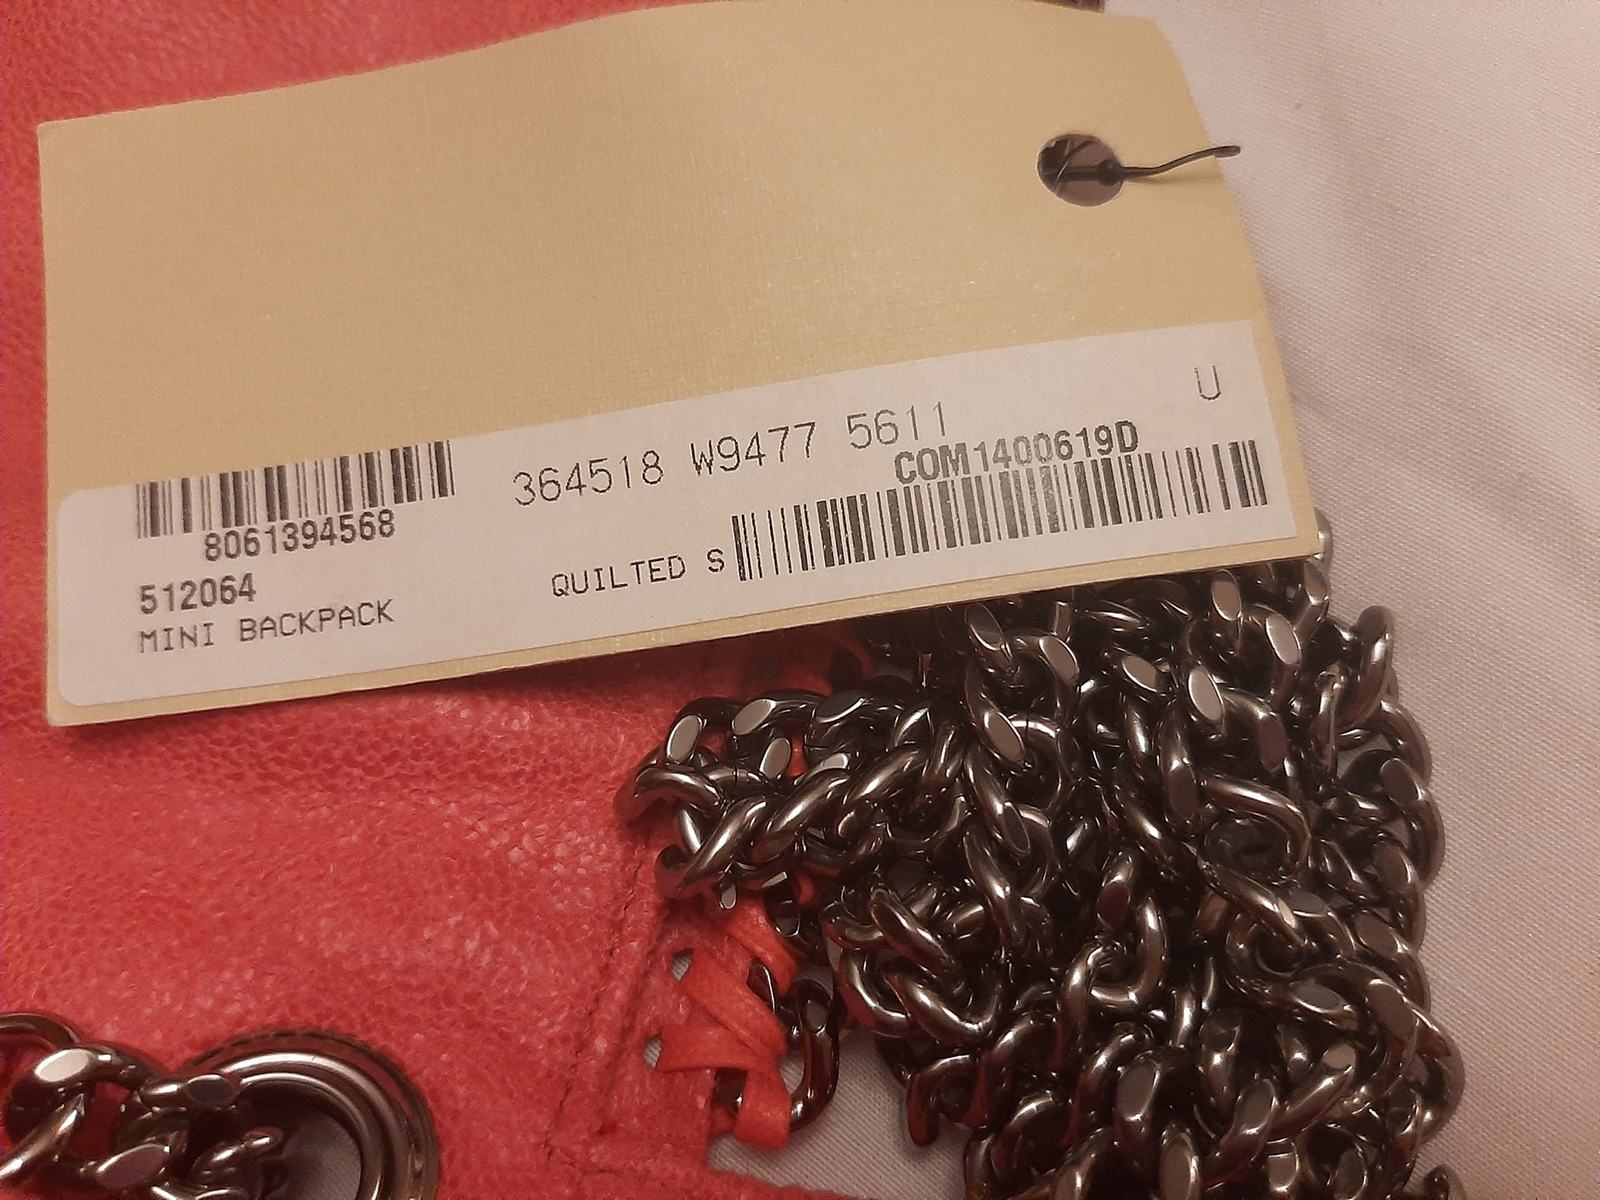 364518 W9477 5611 U
COM1400619D
8061394568
512064
QUILTED S
MINI BACKPACK